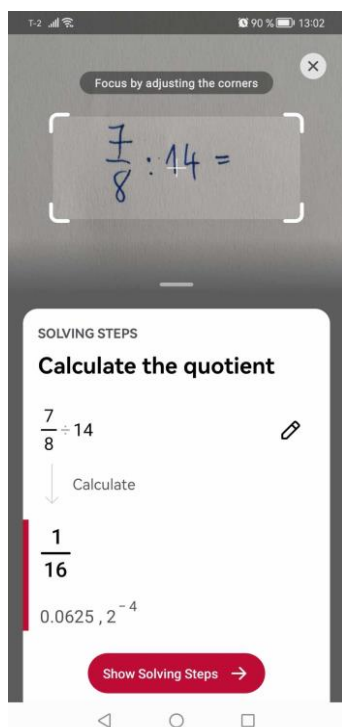 T-2 90 % 13:02
Focus by adjusting the corners
7/8 : 14 =
SOLVING STEPS
Calculate the quotient
7/8 ÷ 14
Calculate
1/16
0.0625 , 2⁻⁴
Show Solving Steps →